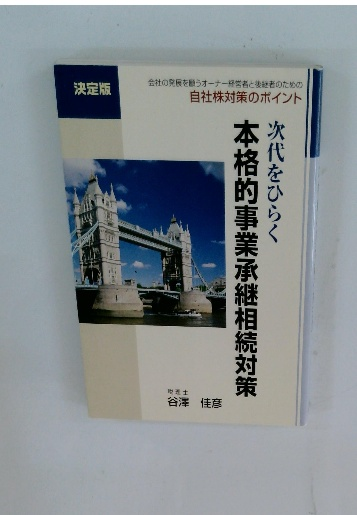 決定版
会社の発展を願うオーナー経営者と後継者のための
自社株対策のポイント
次代をひらく
本格的事業承継相続対策
税理士
谷澤 佳彦